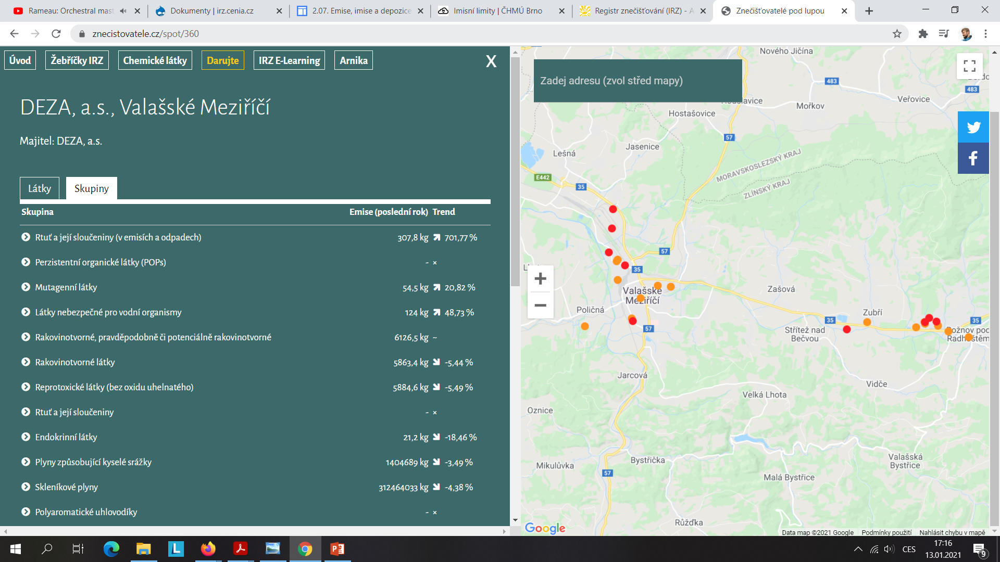 Rameau: Orchestral mast
Dokumenty | irz.cenia.cz
2.07. Emise, imise a depozice
Imisní limity | ČHMÚ Brno
Registr znečišťování (IRZ) - A
Znečišťovatelé pod lupou
znecistovatele.cz/spot/360
Úvod
Žebříčky IRZ
Chemické látky
Darujte
IRZ E-Learning
Arnika
X
DEZA, a.s., Valašské Meziříčí
Majitel: DEZA, a.s.
Látky
Skupiny
Skupina Emise (poslední rok) Trend
Rtuť a její sloučeniny (v emisích a odpadech) 307,8 kg 701,77 %
Perzistentní organické látky (POPs) - ×
Mutagenní látky 54,5 kg 20,82 %
Látky nebezpečné pro vodní organismy 124 kg 48,73 %
Rakovinotvorné, pravděpodobně či potenciálně rakovinotvorné 6126,5 kg ~
Rakovinotvorné látky 5863,4 kg -5,44 %
Reprotoxické látky (bez oxidu uhelnatého) 5884,6 kg -5,49 %
Rtuť a její sloučeniny - ×
Endokrinní látky 21,2 kg -18,46 %
Plyny způsobující kyselé srážky 1404689 kg -3,49 %
Skleníkové plyny 312464033 kg -4,38 %
Polyaromatické uhlovodíky - ×
Zadej adresu (zvol střed mapy)
Nového Jičína
483
483
Veřovice
Mořkov
Hostašovice
57
Jasenice
Lešná
MORAVSKOSLEZSKÝ KRAJ
ZLÍNSKÝ KRAJ
E442
35
57
35
Valašské
Meziříčí
Zašová
Poličná
Zubří
35
35
57
Střítež nad
Bečvou
Rožnov pod
Radhoštěm
Jarcová
Vidče
Velká Lhota
Oznice
Bystřička
Valašská
Bystřice
Mikulůvka
57
Malá Bystřice
Růžďka
Google
Data map ©2021 Google
Podmínky použití
Nahlásit chybu v mapě
L
CES
17:16
13.01.2021
9